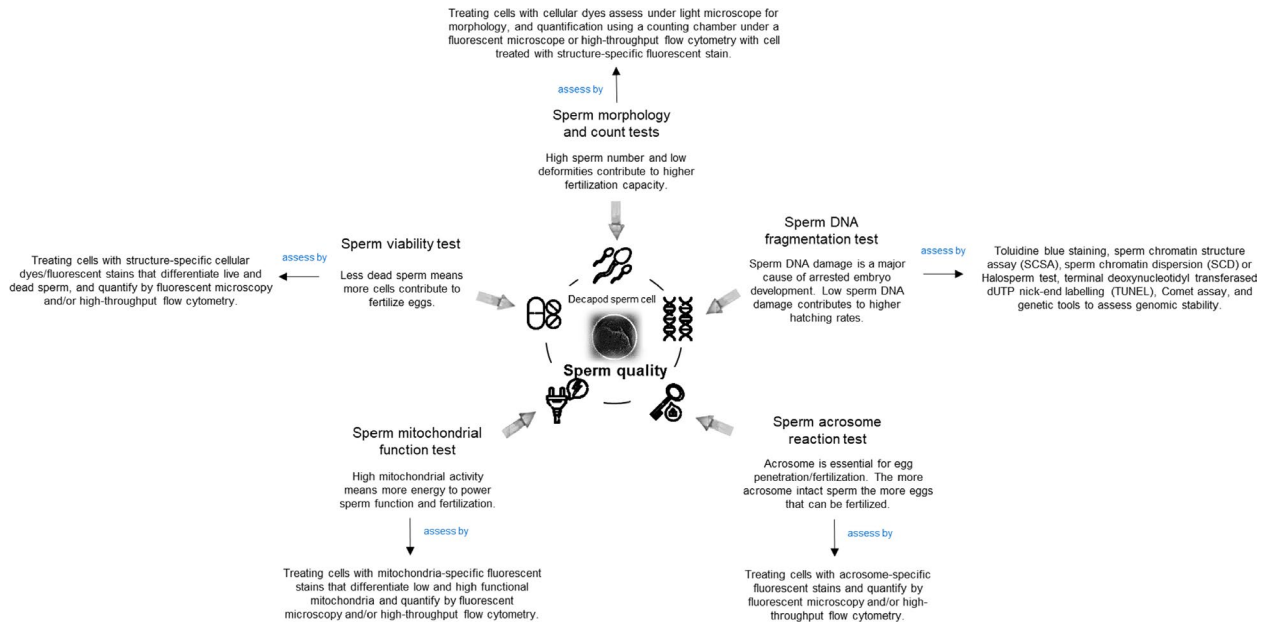 Treating cells with cellular dyes assess under light microscope for
morphology, and quantification using a counting chamber under a
fluorescent microscope or high-throughput flow cytometry with cell
treated with structure-specific fluorescent stain.
assess by
Sperm morphology
and count tests
High sperm number and low
deformities contribute to higher
fertilization capacity.
Sperm viability test
Less dead sperm means
more cells contribute to
fertilize eggs.
assess by
Treating cells with structure-specific cellular
dyes/fluorescent stains that differentiate live and
dead sperm, and quantify by fluorescent microscopy
and/or high-throughput flow cytometry.
Sperm DNA
fragmentation test
Sperm DNA damage is a major
cause of arrested embryo
development. Low sperm DNA
damage contributes to higher
hatching rates.
assess by
Toluidine blue staining, sperm chromatin structure
assay (SCSA), sperm chromatin dispersion (SCD) or
Halosperm test, terminal deoxynucleotidyl transferased
dUTP nick-end labelling (TUNEL), Comet assay, and
genetic tools to assess genomic stability.
Decapod sperm cell
Sperm quality
Sperm mitochondrial
function test
High mitochondrial activity
means more energy to power
sperm function and fertilization.
assess by
Treating cells with mitochondria-specific fluorescent
stains that differentiate low and high functional
mitochondria and quantify by fluorescent
microscopy and/or high-throughput flow cytometry.
Sperm acrosome
reaction test
Acrosome is essential for egg
penetration/fertilization. The more
acrosome intact sperm the more eggs
that can be fertilized.
assess by
Treating cells with acrosome-specific
fluorescent stains and quantify by
fluorescent microscopy and/or high-
throughput flow cytometry.